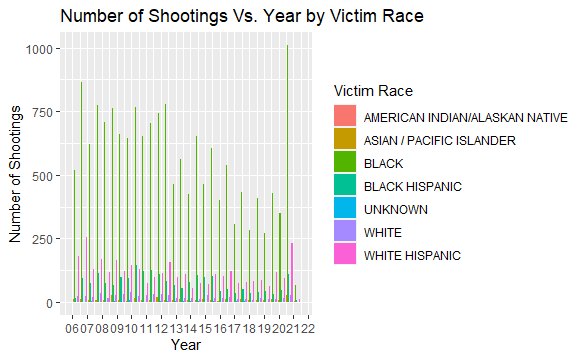 Number of Shootings Vs. Year by Victim Race
Number of Shootings
1000
750
500
250
0
06 07 08 09 10 11 12 13 14 15 16 17 18 19 20 21 22
Year
Victim Race
AMERICAN INDIAN/ALASKAN NATIVE
ASIAN / PACIFIC ISLANDER
BLACK
BLACK HISPANIC
UNKNOWN
WHITE
WHITE HISPANIC